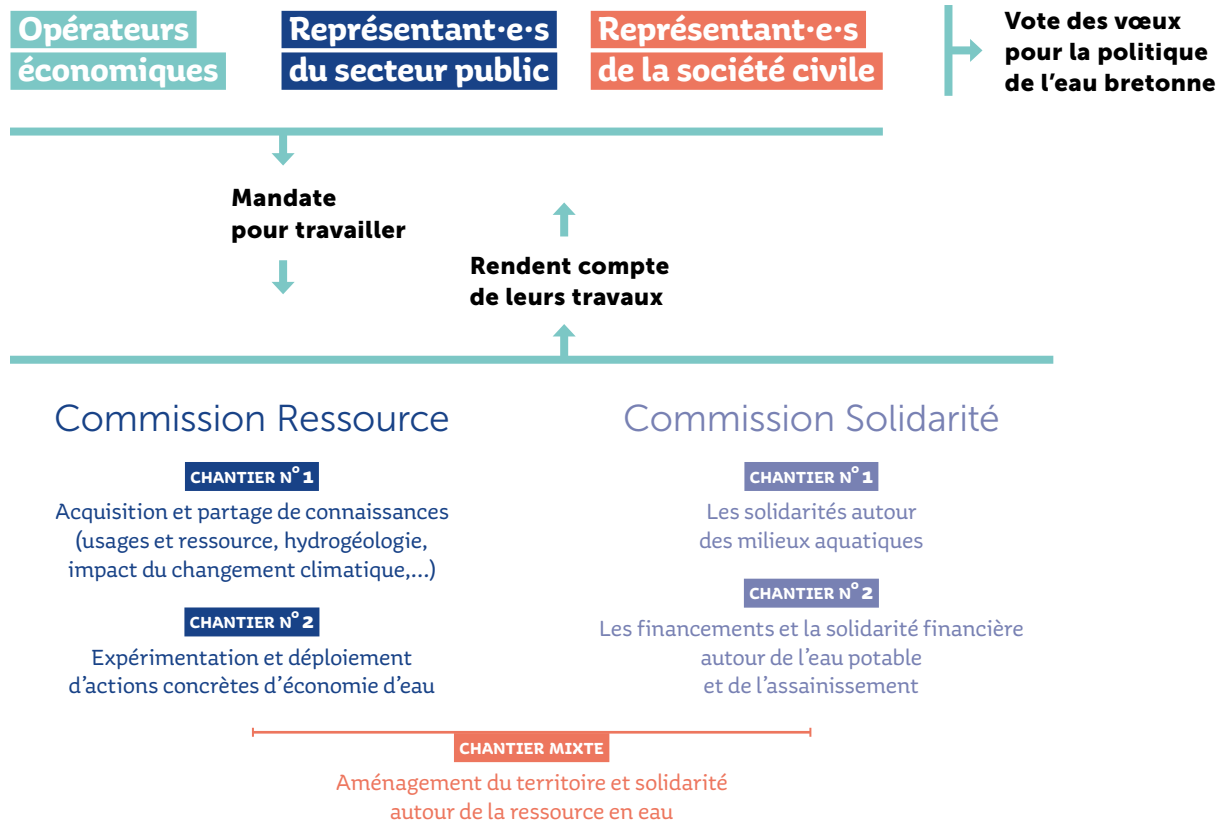 Opérateurs
économiques
Représentant·e·s
du secteur public
Représentant·e·s
de la société civile
Vote des vœux
pour la politique
de l'eau bretonne
Mandate
pour travailler
Rendent compte
de leurs travaux
Commission Ressource
CHANTIER N° 1
Acquisition et partage de connaissances
(usages et ressource, hydrogéologie,
impact du changement climatique,...)
CHANTIER N° 2
Expérimentation et déploiement
d'actions concrètes d'économie d'eau
Commission Solidarité
CHANTIER N° 1
Les solidarités autour
des milieux aquatiques
CHANTIER N° 2
Les financements et la solidarité financière
autour de l'eau potable
et de l'assainissement
CHANTIER MIXTE
Aménagement du territoire et solidarité
autour de la ressource en eau